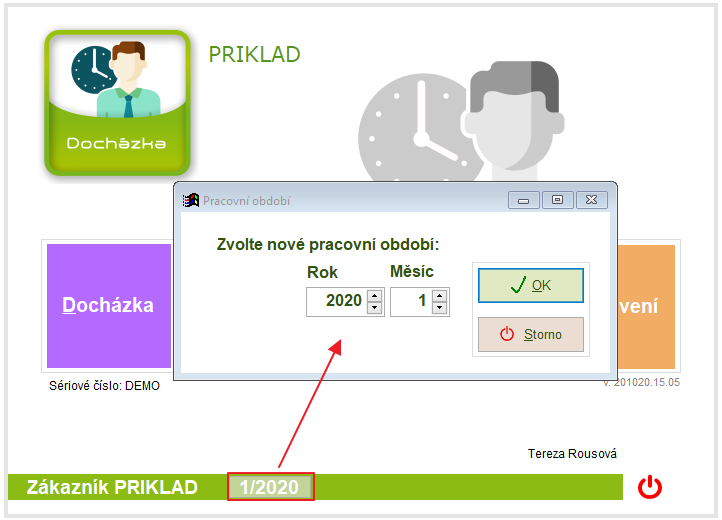 PRIKLAD
Docházka
Pracovní období
Zvolte nové pracovní období:
Rok
Měsíc
2020
1
OK
Storno
Docházka
vení
Sériové číslo: DEMO
v. 201020.15.05
Tereza Rousová
Zákazník PRIKLAD
1/2020